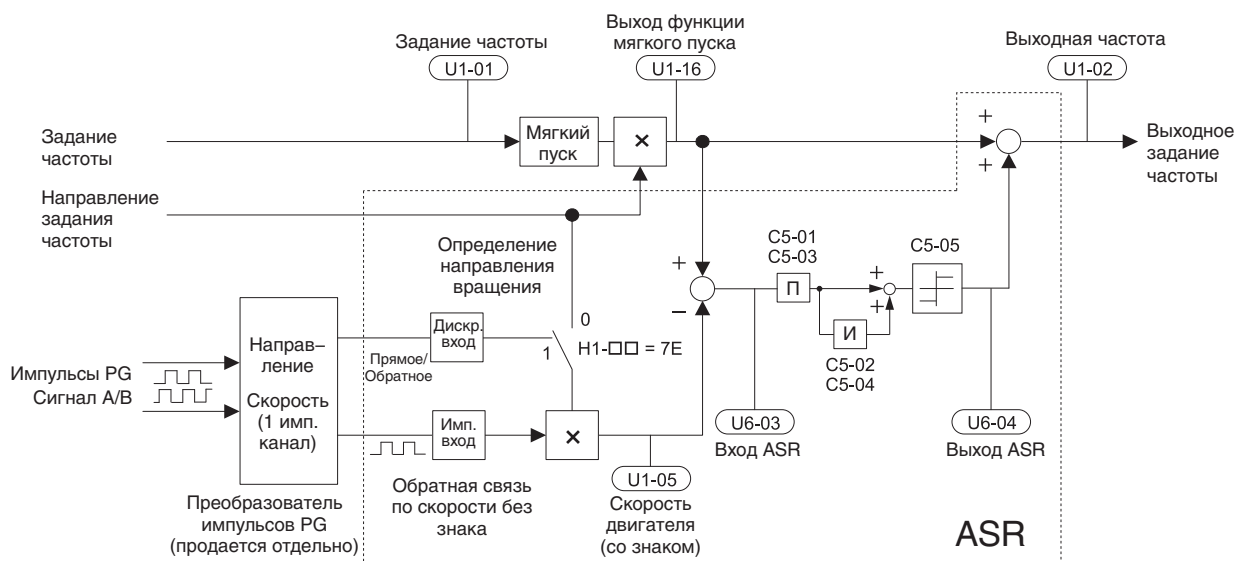 Задание частоты
U1-01
Выход функции
мягкого пуска
U1-16
Выходная частота
U1-02
Задание
частоты
Мягкий
пуск
×
+
+
Выходное
задание
частоты
Направление
задания
частоты
Определение
направления
вращения
+
–
C5-01
C5-03
П
И
C5-02
C5-04
+
+
C5-05
Импульсы PG
Сигнал A/B
Направ–
ление
Скорость
(1 имп.
канал)
Прямое/
Обратное
Дискр.
вход
0
1
H1-□□ = 7E
Имп.
вход
×
U6-03
Вход ASR
U6-04
Выход ASR
U1-05
Скорость
двигателя
(со знаком)
Обратная связь
по скорости без
знака
Преобразователь
импульсов PG
(продается отдельно)
ASR